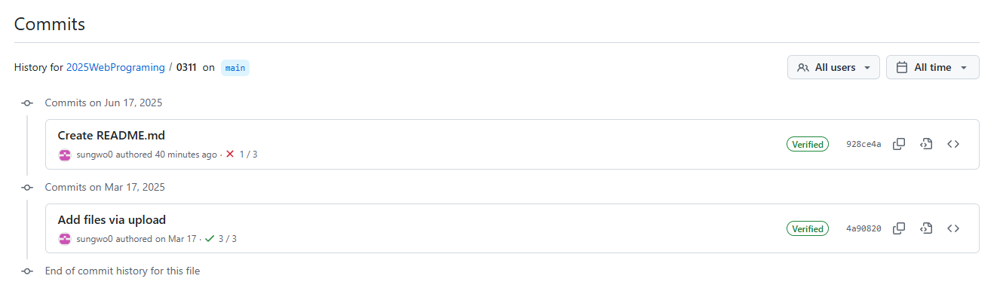 Commits
History for 2025WebPrograming / 0311 on main
All users
All time
Commits on Jun 17, 2025
Create README.md
sungwo0 authored 40 minutes ago · 1 / 3
Verified
928ce4a
Commits on Mar 17, 2025
Add files via upload
sungwo0 authored on Mar 17 · 3 / 3
Verified
4a90820
End of commit history for this file